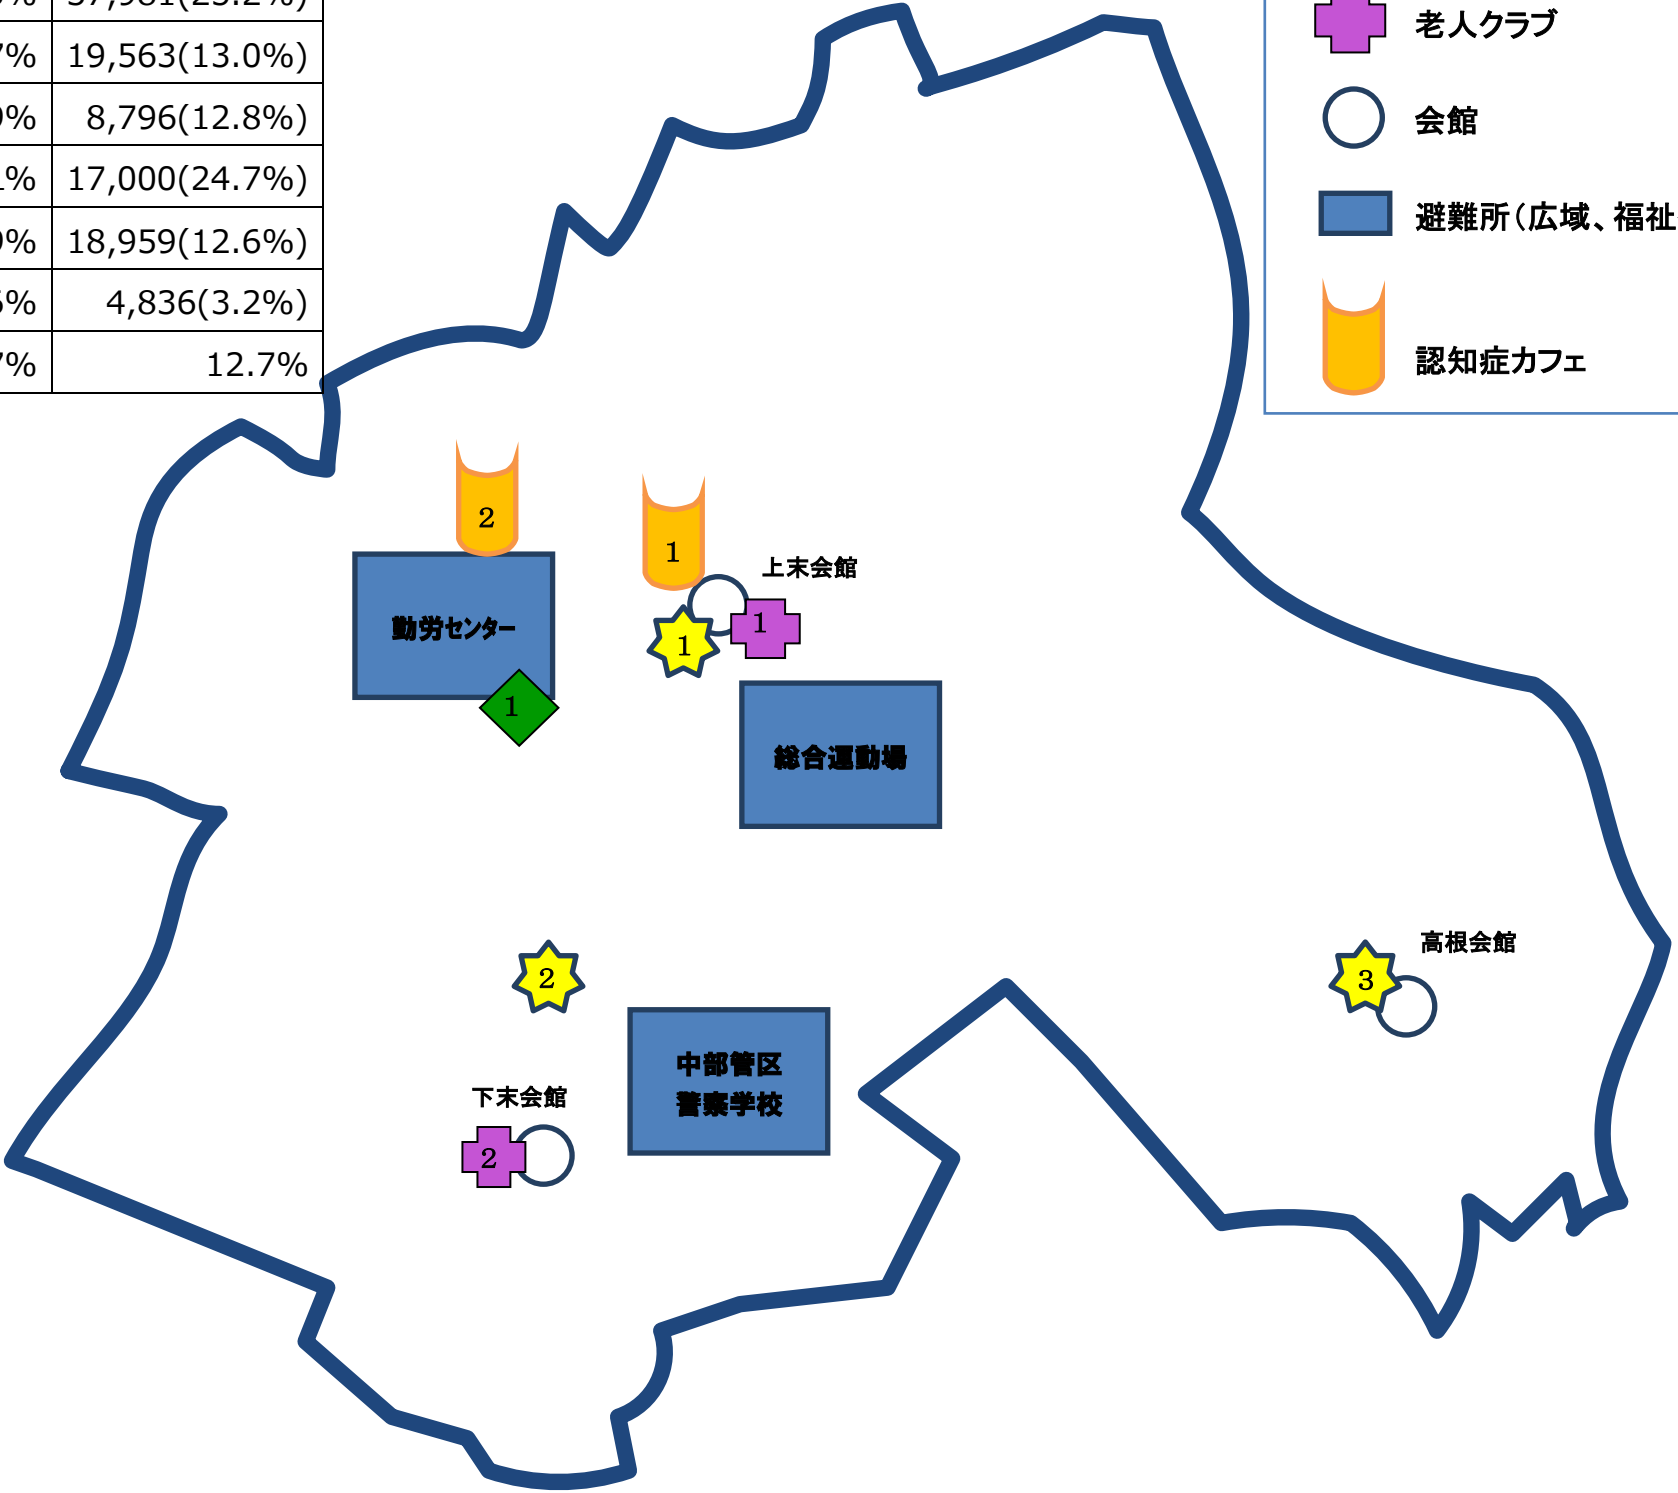 19,563(13.0%)
8,796(12.8%)
17,000(24.7%)
18,959(12.6%)
4,836(3.2%)
12.7%
老人クラブ
会館
避難所(広域、福祉
認知症カフェ
2
1
上末会館
勤労センター
1
1
1
総合運動場
高根会館
2
3
中部管区
警察学校
下末会館
2